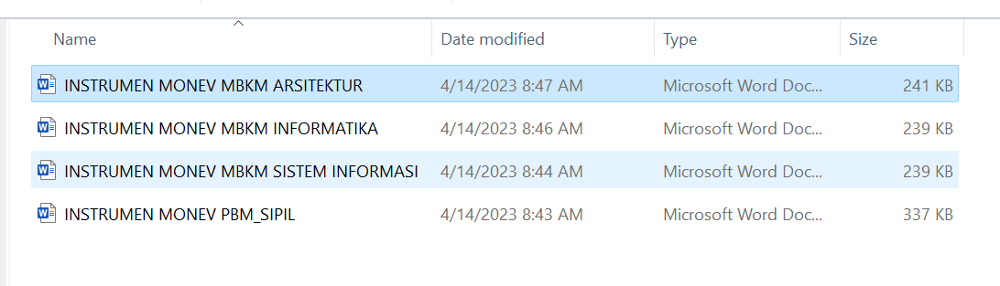 Name Date modified Type Size
INSTRUMEN MONEV MBKM ARSITEKTUR 4/14/2023 8:47 AM Microsoft Word Doc... 241 KB
INSTRUMEN MONEV MBKM INFORMATIKA 4/14/2023 8:46 AM Microsoft Word Doc... 239 KB
INSTRUMEN MONEV MBKM SISTEM INFORMASI 4/14/2023 8:44 AM Microsoft Word Doc... 239 KB
INSTRUMEN MONEV PBM_SIPIL 4/14/2023 8:43 AM Microsoft Word Doc... 337 KB